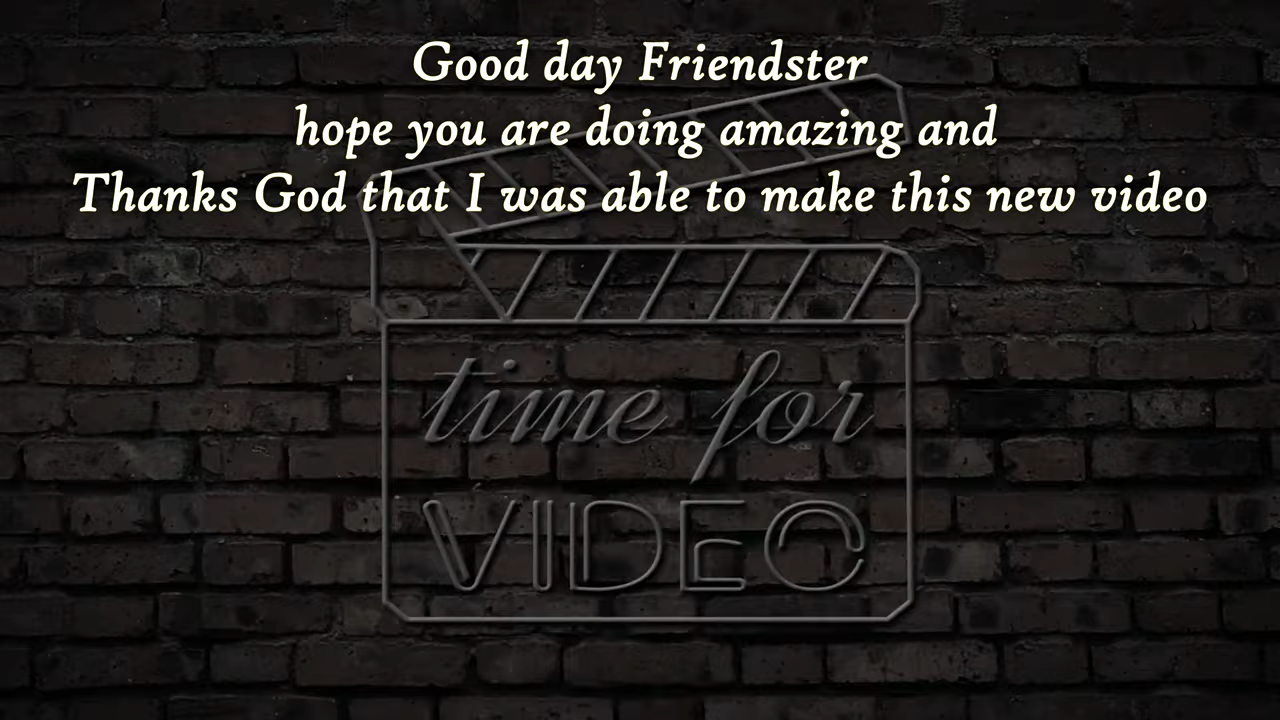 Good day Friendster
hope you are doing amazing and
Thanks God that I was able to make this new video
time for
VIDEO